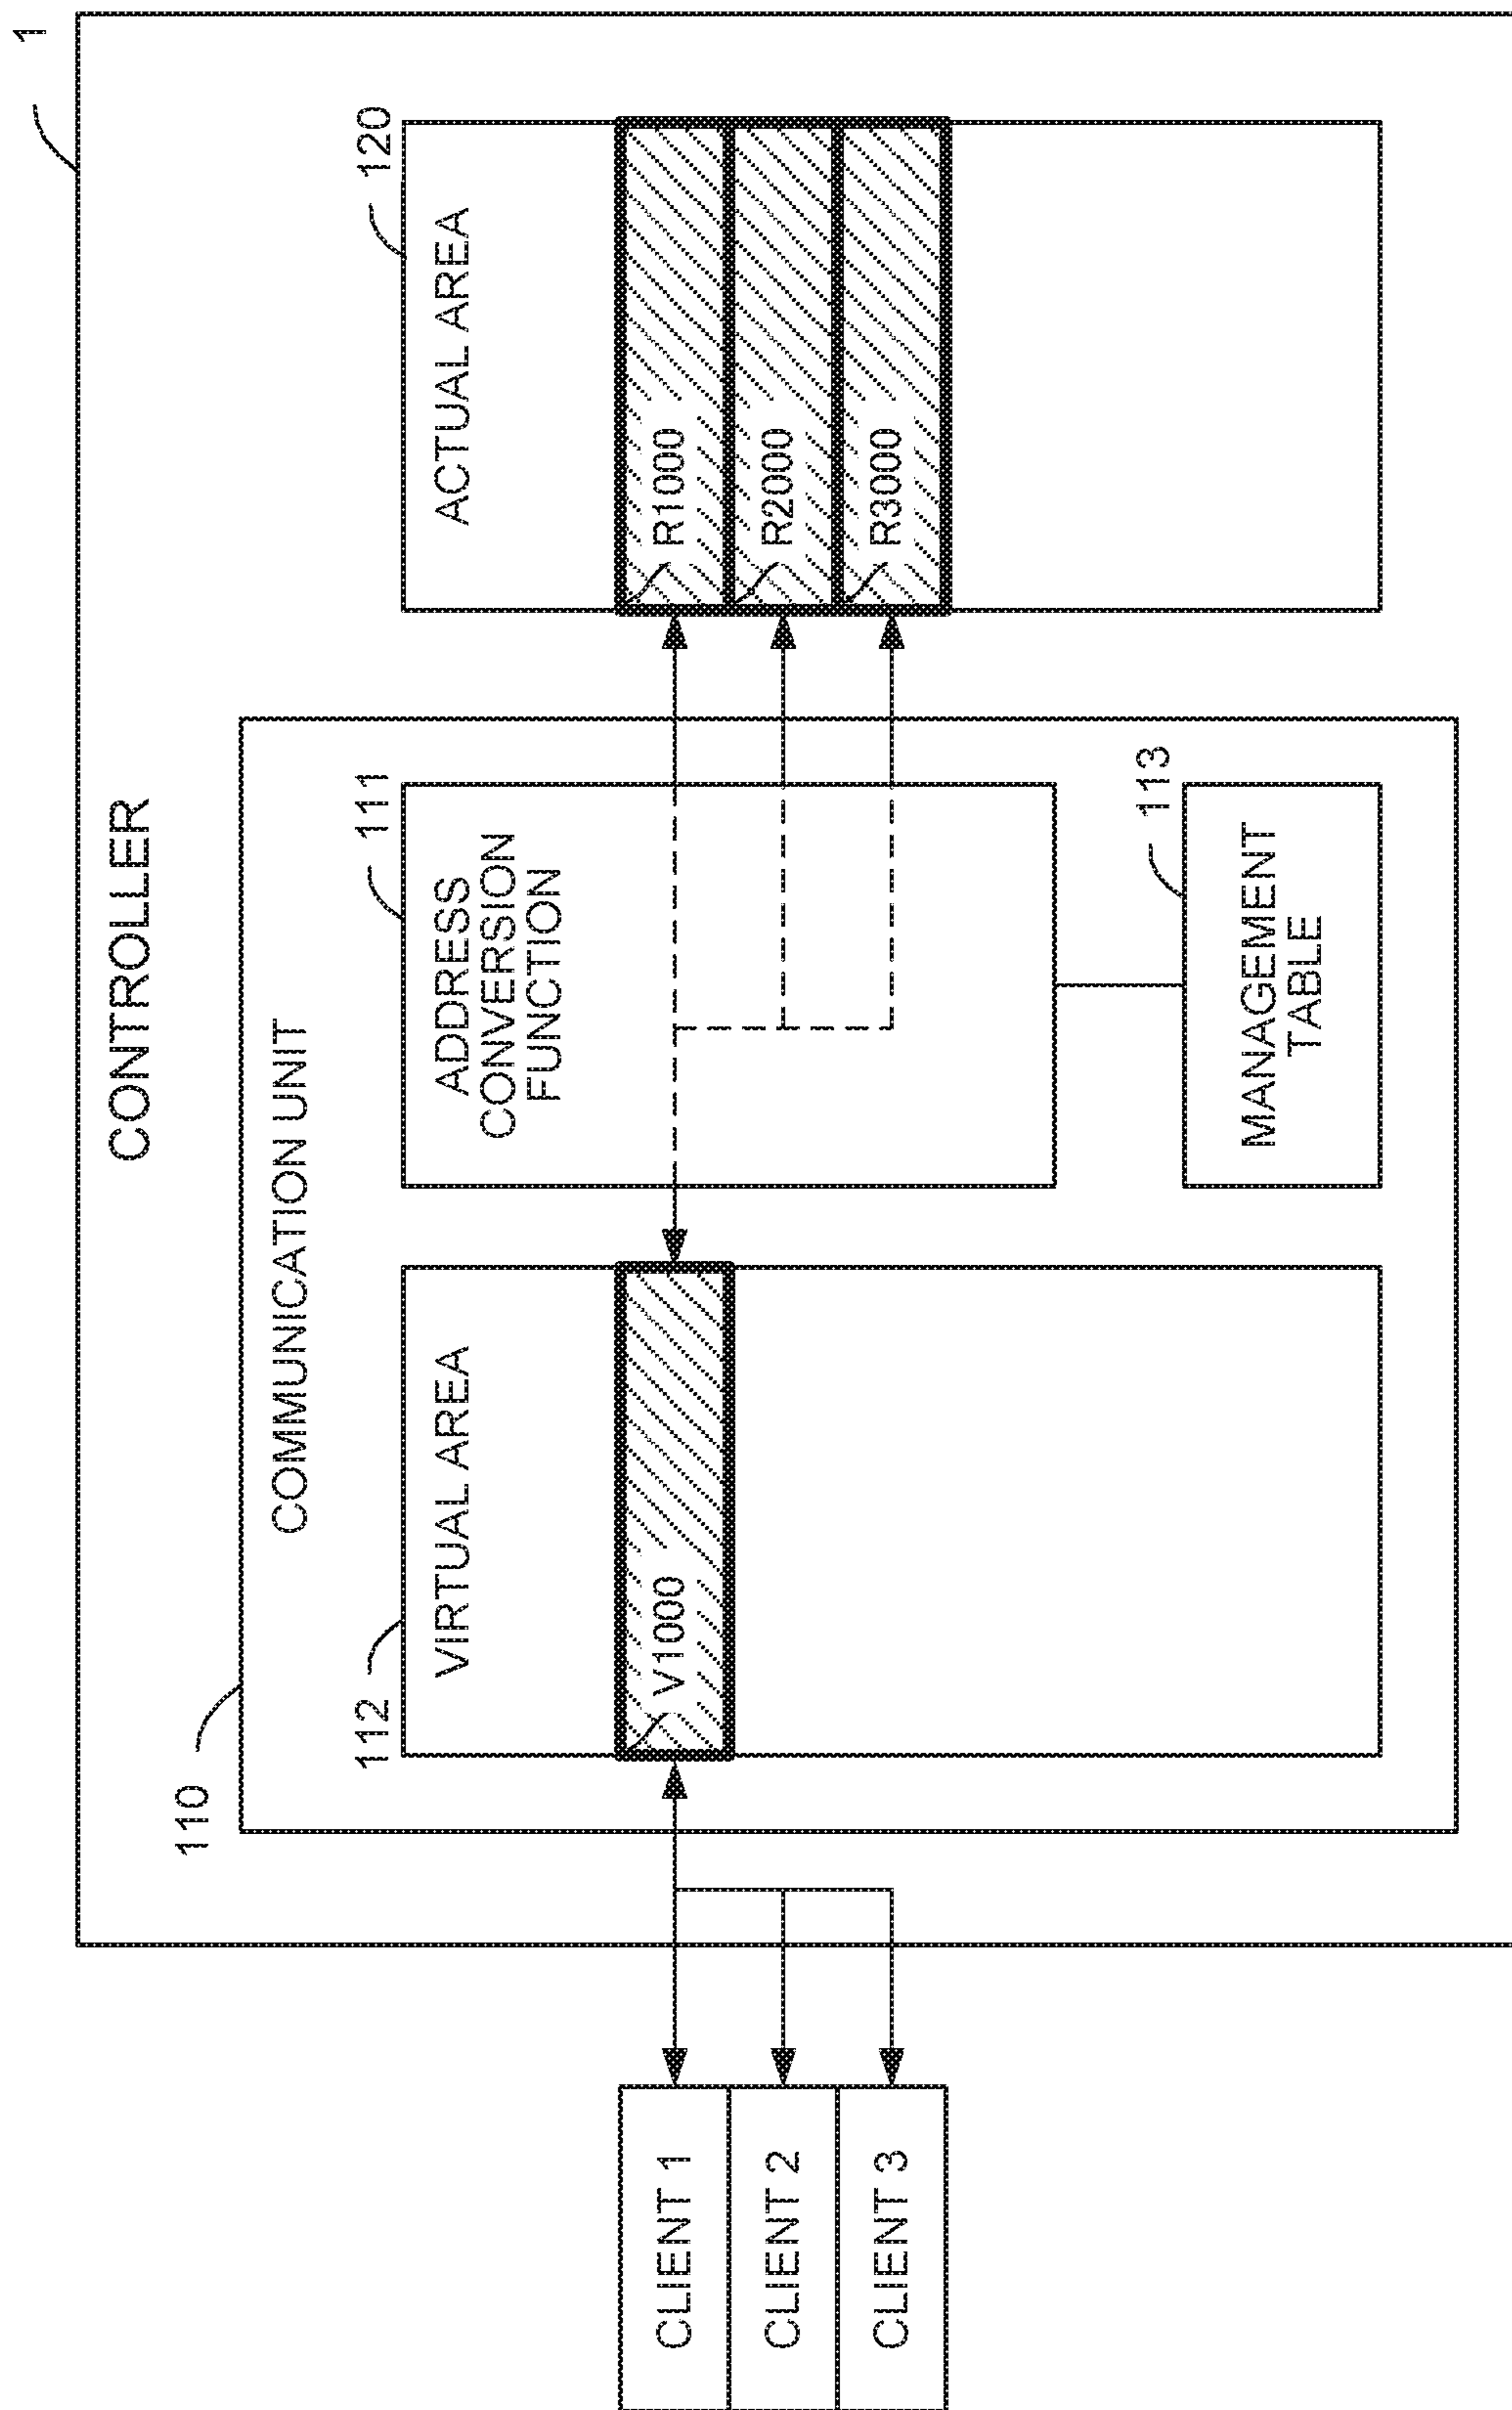 1
CONTROLLER
110
COMMUNICATION UNIT
112
VIRTUAL AREA
V1000
111
ADDRESS
CONVERSION
FUNCTION
113
MANAGEMENT
TABLE
120
ACTUAL AREA
R1000
R2000
R3000
CLIENT 1
CLIENT 2
CLIENT 3